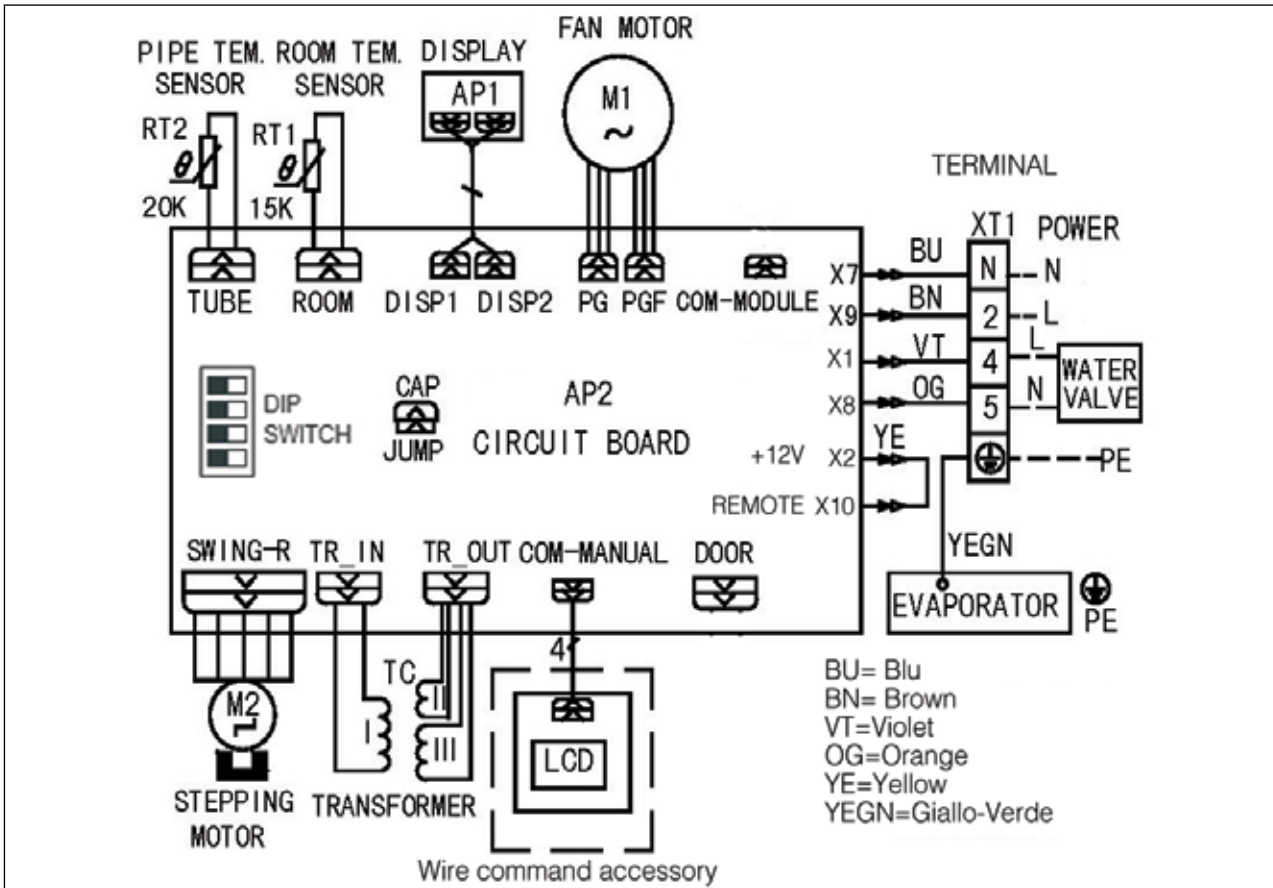 FAN MOTOR
PIPE TEM. ROOM TEM. DISPLAY
SENSOR SENSOR
AP1
M1
~
RT2
RT1
θ
θ
20K
15K
TERMINAL
XT1 POWER
TUBE ROOM DISP1 DISP2 PG PGF COM-MODULE
X7 BU N N
X9 BN 2 L
X1 VT 4 L
X8 OG 5 N
WATER
VALVE
DIP
SWITCH
CAP
JUMP
AP2
CIRCUIT BOARD
+12V X2 YE
REMOTE X10
PE
SWING-R TR_IN TR_OUT COM-MANUAL DOOR
YEGN
EVAPORATOR
PE
4
TC
M2
I
II
III
LCD
STEPPING
MOTOR
TRANSFORMER
Wire command accessory
BU= Blu
BN= Brown
VT=Violet
OG=Orange
YE=Yellow
YEGN=Giallo-Verde